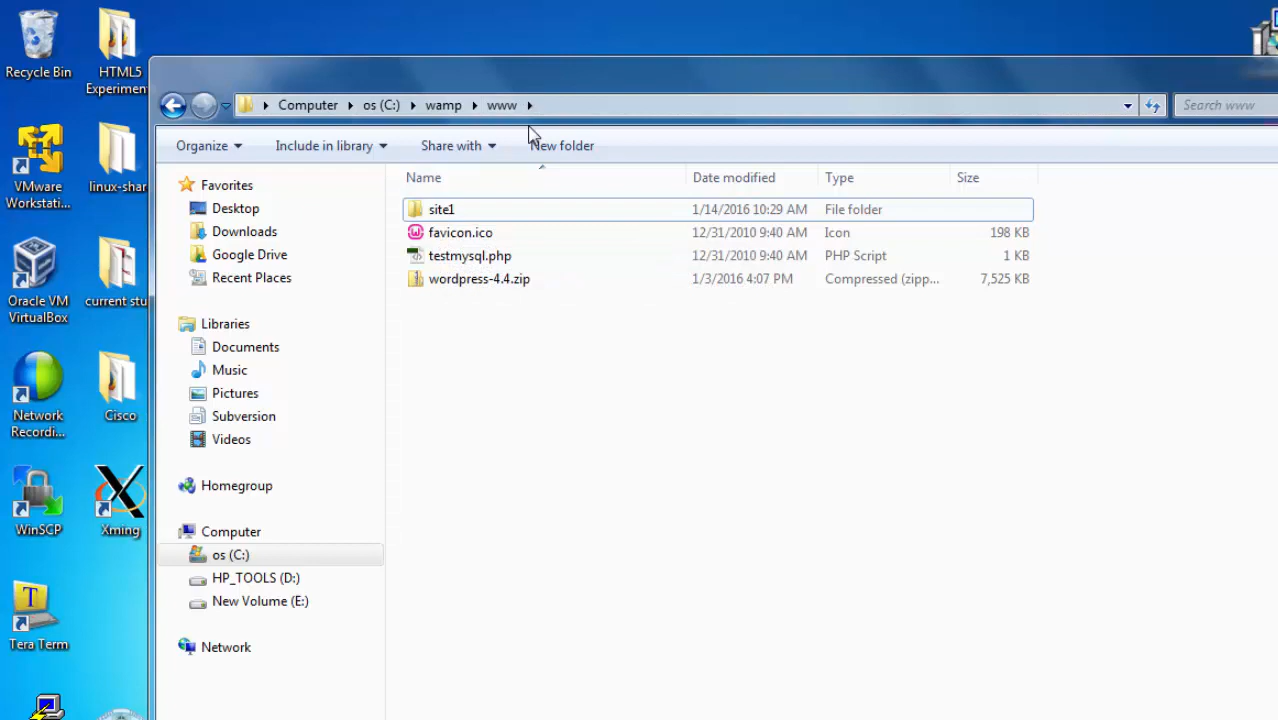 Recycle Bin
HTML5
Experimen
VMware
Workstati...
linux-shar
Oracle VM
VirtualBox
current stu
Network
Recordi...
Cisco
WinSCP
Xming
Tera Term
Computer os (C:) wamp www
Search www
Organize Include in library Share with New folder
Favorites
Desktop
Downloads
Google Drive
Recent Places
Libraries
Documents
Music
Pictures
Subversion
Videos
Homegroup
Computer
os (C:)
HP_TOOLS (D:)
New Volume (E:)
Network
Name Date modified Type Size
site1 1/14/2016 10:29 AM File folder
favicon.ico 12/31/2010 9:40 AM Icon 198 KB
testmysql.php 12/31/2010 9:40 AM PHP Script 1 KB
wordpress-4.4.zip 1/3/2016 4:07 PM Compressed (zipp... 7,525 KB